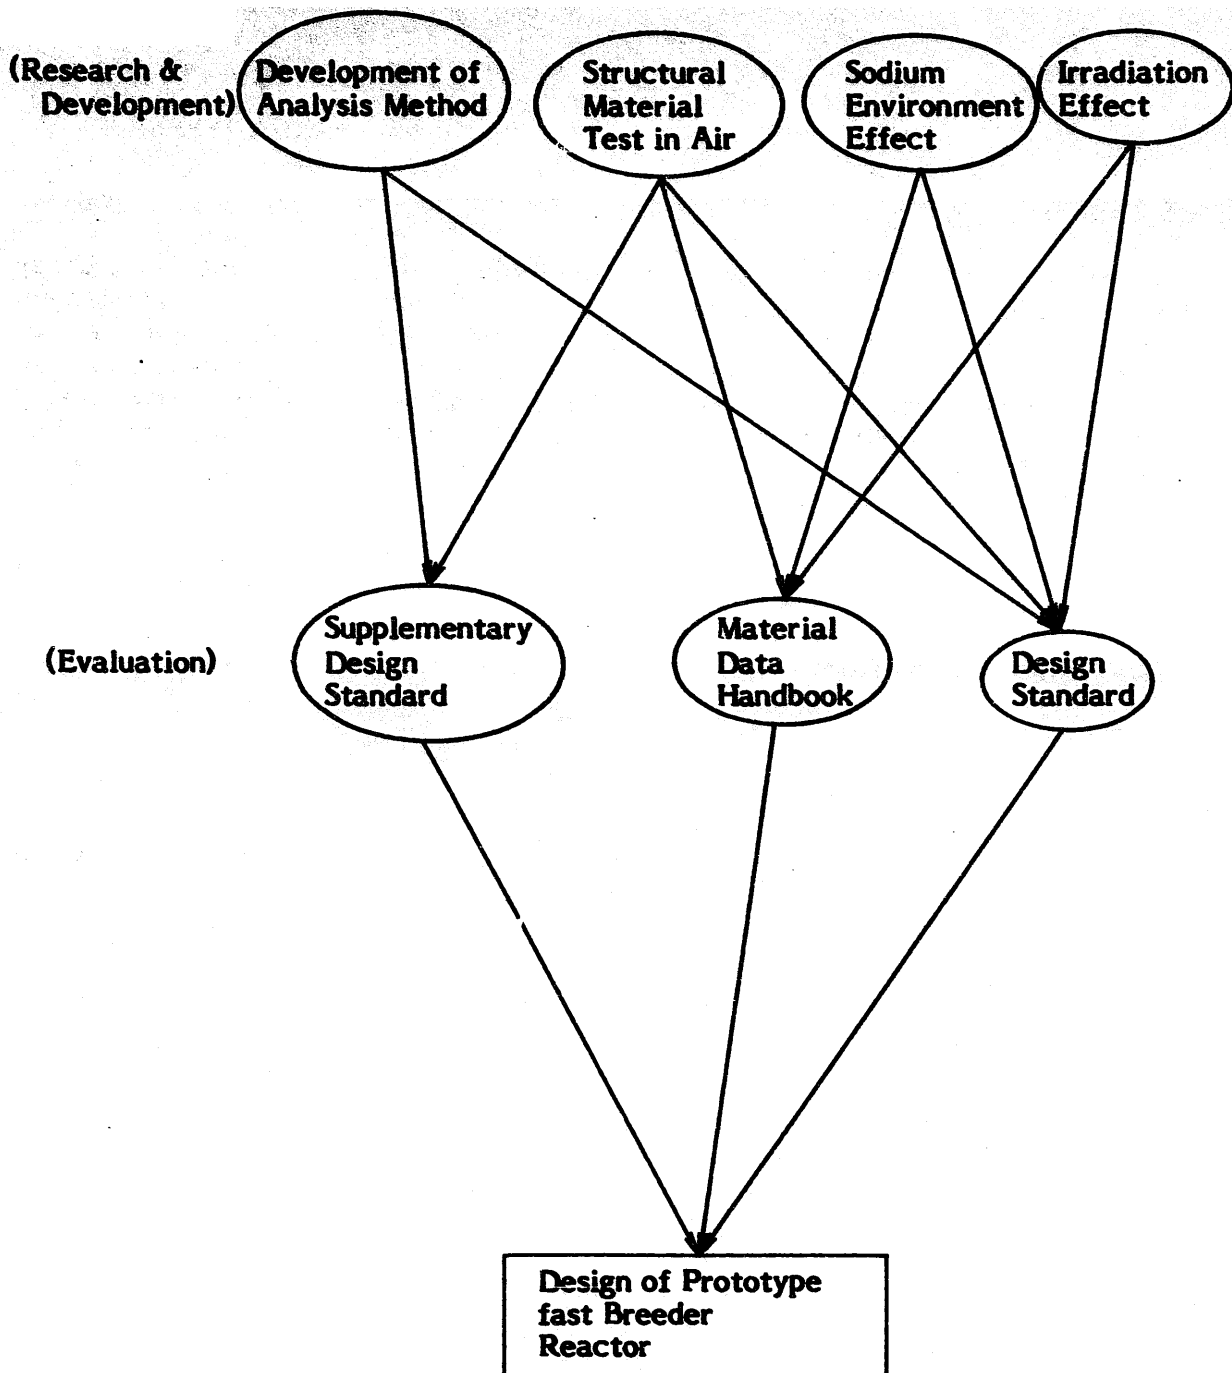 (Research &
Development)
Development of
Analysis Method
Structural
Material
Test in Air
Sodium
Environment
Effect
Irradiation
Effect
(Evaluation)
Supplementary
Design
Standard
Material
Data
Handbook
Design
Standard
Design of Prototype
fast Breeder
Reactor